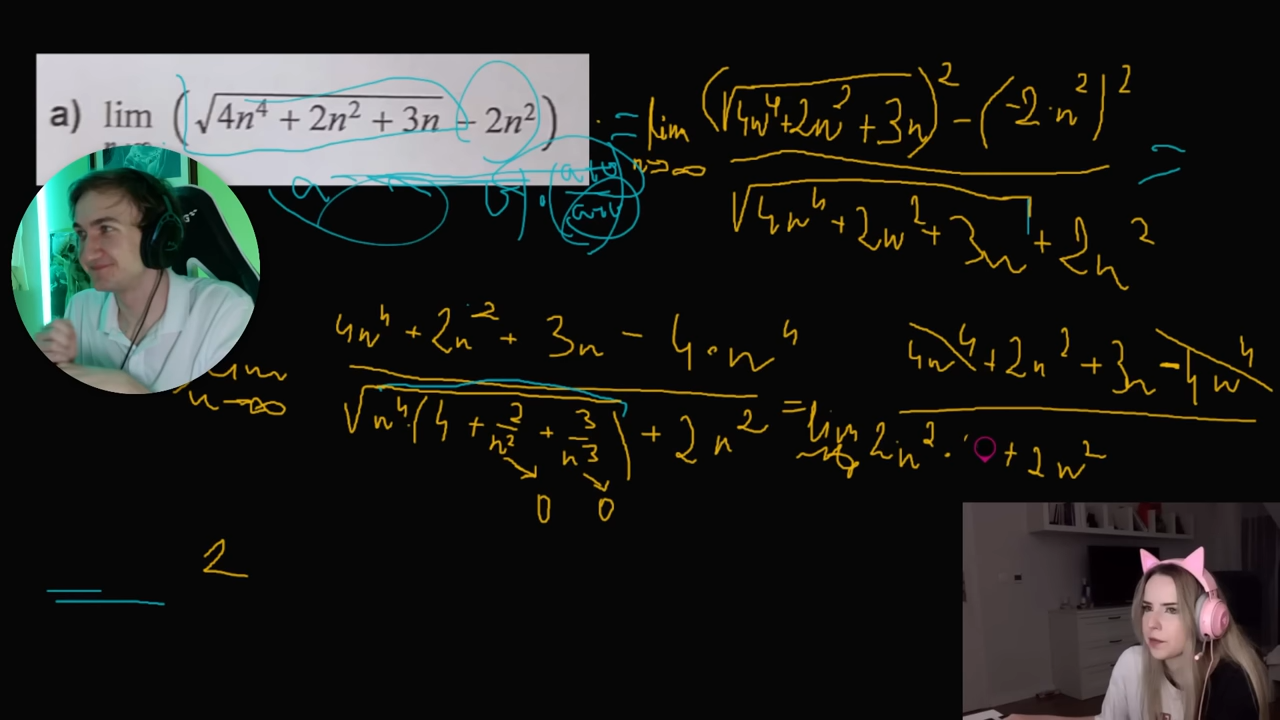 a) lim (√4n⁴ + 2n² + 3n − 2n²)
= lim n→∞ (√4n⁴+2n²+3n)² − (−2·n²)² / √4n⁴+2n²+3n + 2n² =
a b) · (a+b / a+b)
lim n→∞ 4n⁴+2n²+3n − 4·n⁴ / √n⁴·(4 + 2/n² + 3/n³) + 2n² = lim 4n⁴+2n²+3n−4n⁴ / 2n²· + 2n²
0 0
2